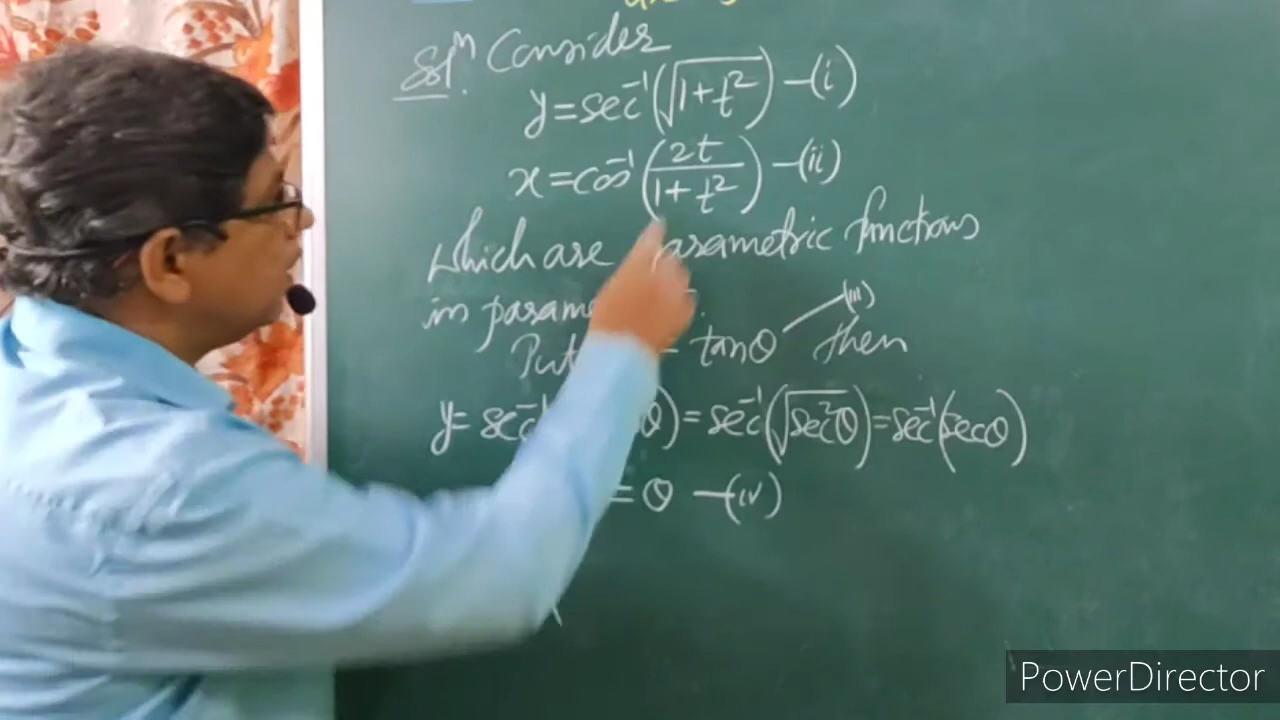 Solⁿ. Consider
y = sec⁻¹(√(1+t²)) —(i)
x = cos⁻¹(2t/(1+t²)) —(ii)
Which are parametric functions
in
Put = tanθ —(iii) then
y = sec⁻¹ θ) = sec⁻¹(√(sec²θ)) = sec⁻¹(secθ)
= θ —(iv)
PowerDirector